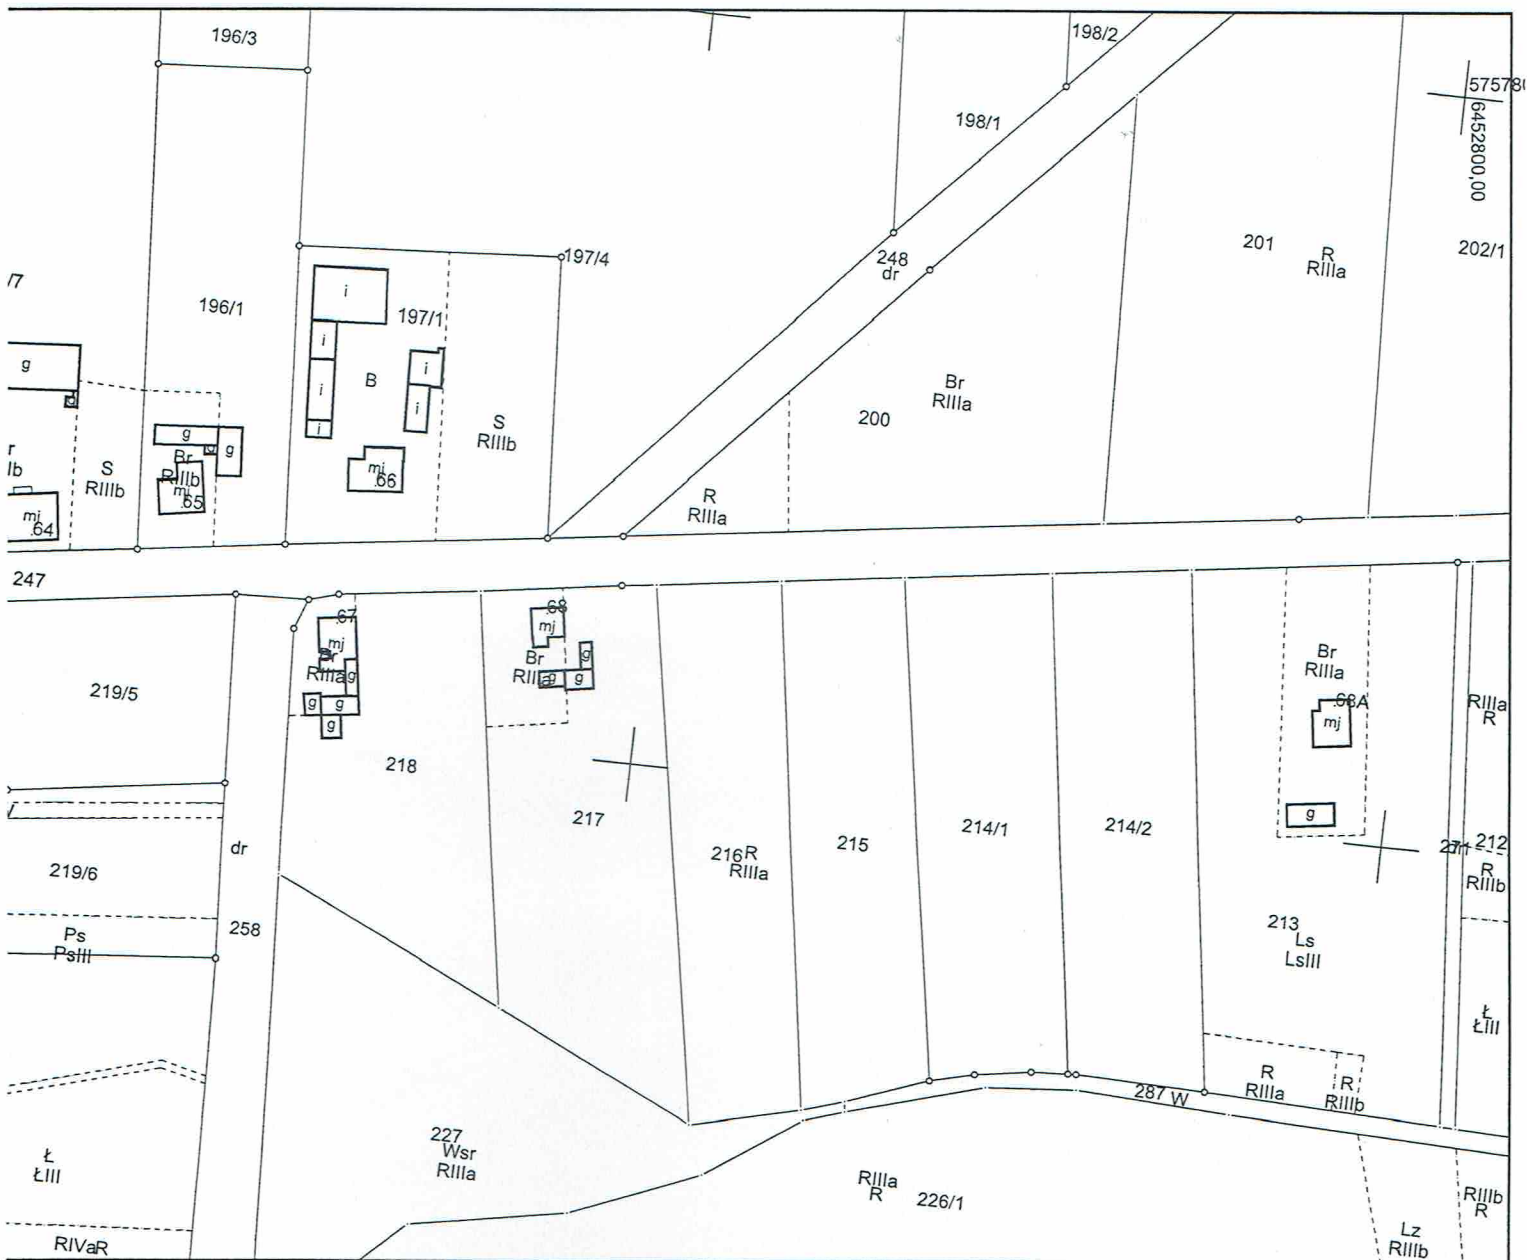 196/3
198/2
575780
6452800,00
198/1
201
R
RIIIa
202/1
197/4
248
dr
/7
196/1
i
197/1
i
i
i
i
i
B
g
g
Br
RIIIa
200
S
RIIIb
S
RIIIb
r
Ib
g
g
g
Br
RIIIb
mj
65
mj
66
mj
64
R
RIIIa
247
67
mj
Br
RIIIa
g
g
g
g
68
mj
Br
RIIIa
g
g
g
Br
RIIIa
68A
mj
g
RIIIa
R
219/5
218
217
216
R
RIIIa
215
214/1
214/2
271
dr
212
R
RIIIb
dr
219/6
258
Ps
PsIII
213
Ls
LsIII
Ł
ŁIII
R
RIIIa
R
RIIIb
287 W
227
Wsr
RIIIa
Ł
ŁIII
RIIIa
R
226/1
RIIIb
R
Lz
RIIIb
RIVaR